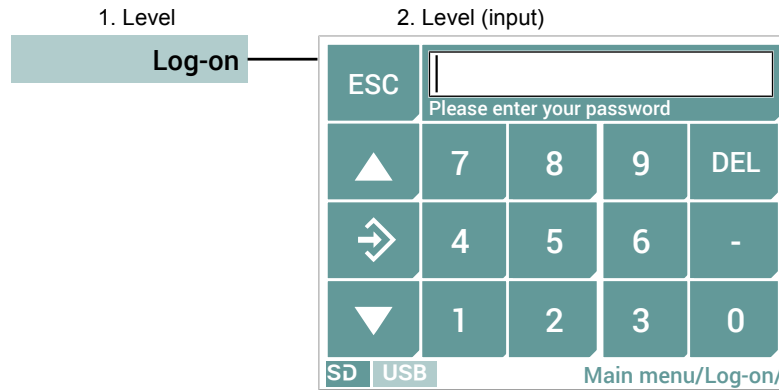 1. Level
2. Level (input)
Log-on
ESC
Please enter your password
7 8 9 DEL
4 5 6 -
1 2 3 0
SD USB Main menu/Log-on/